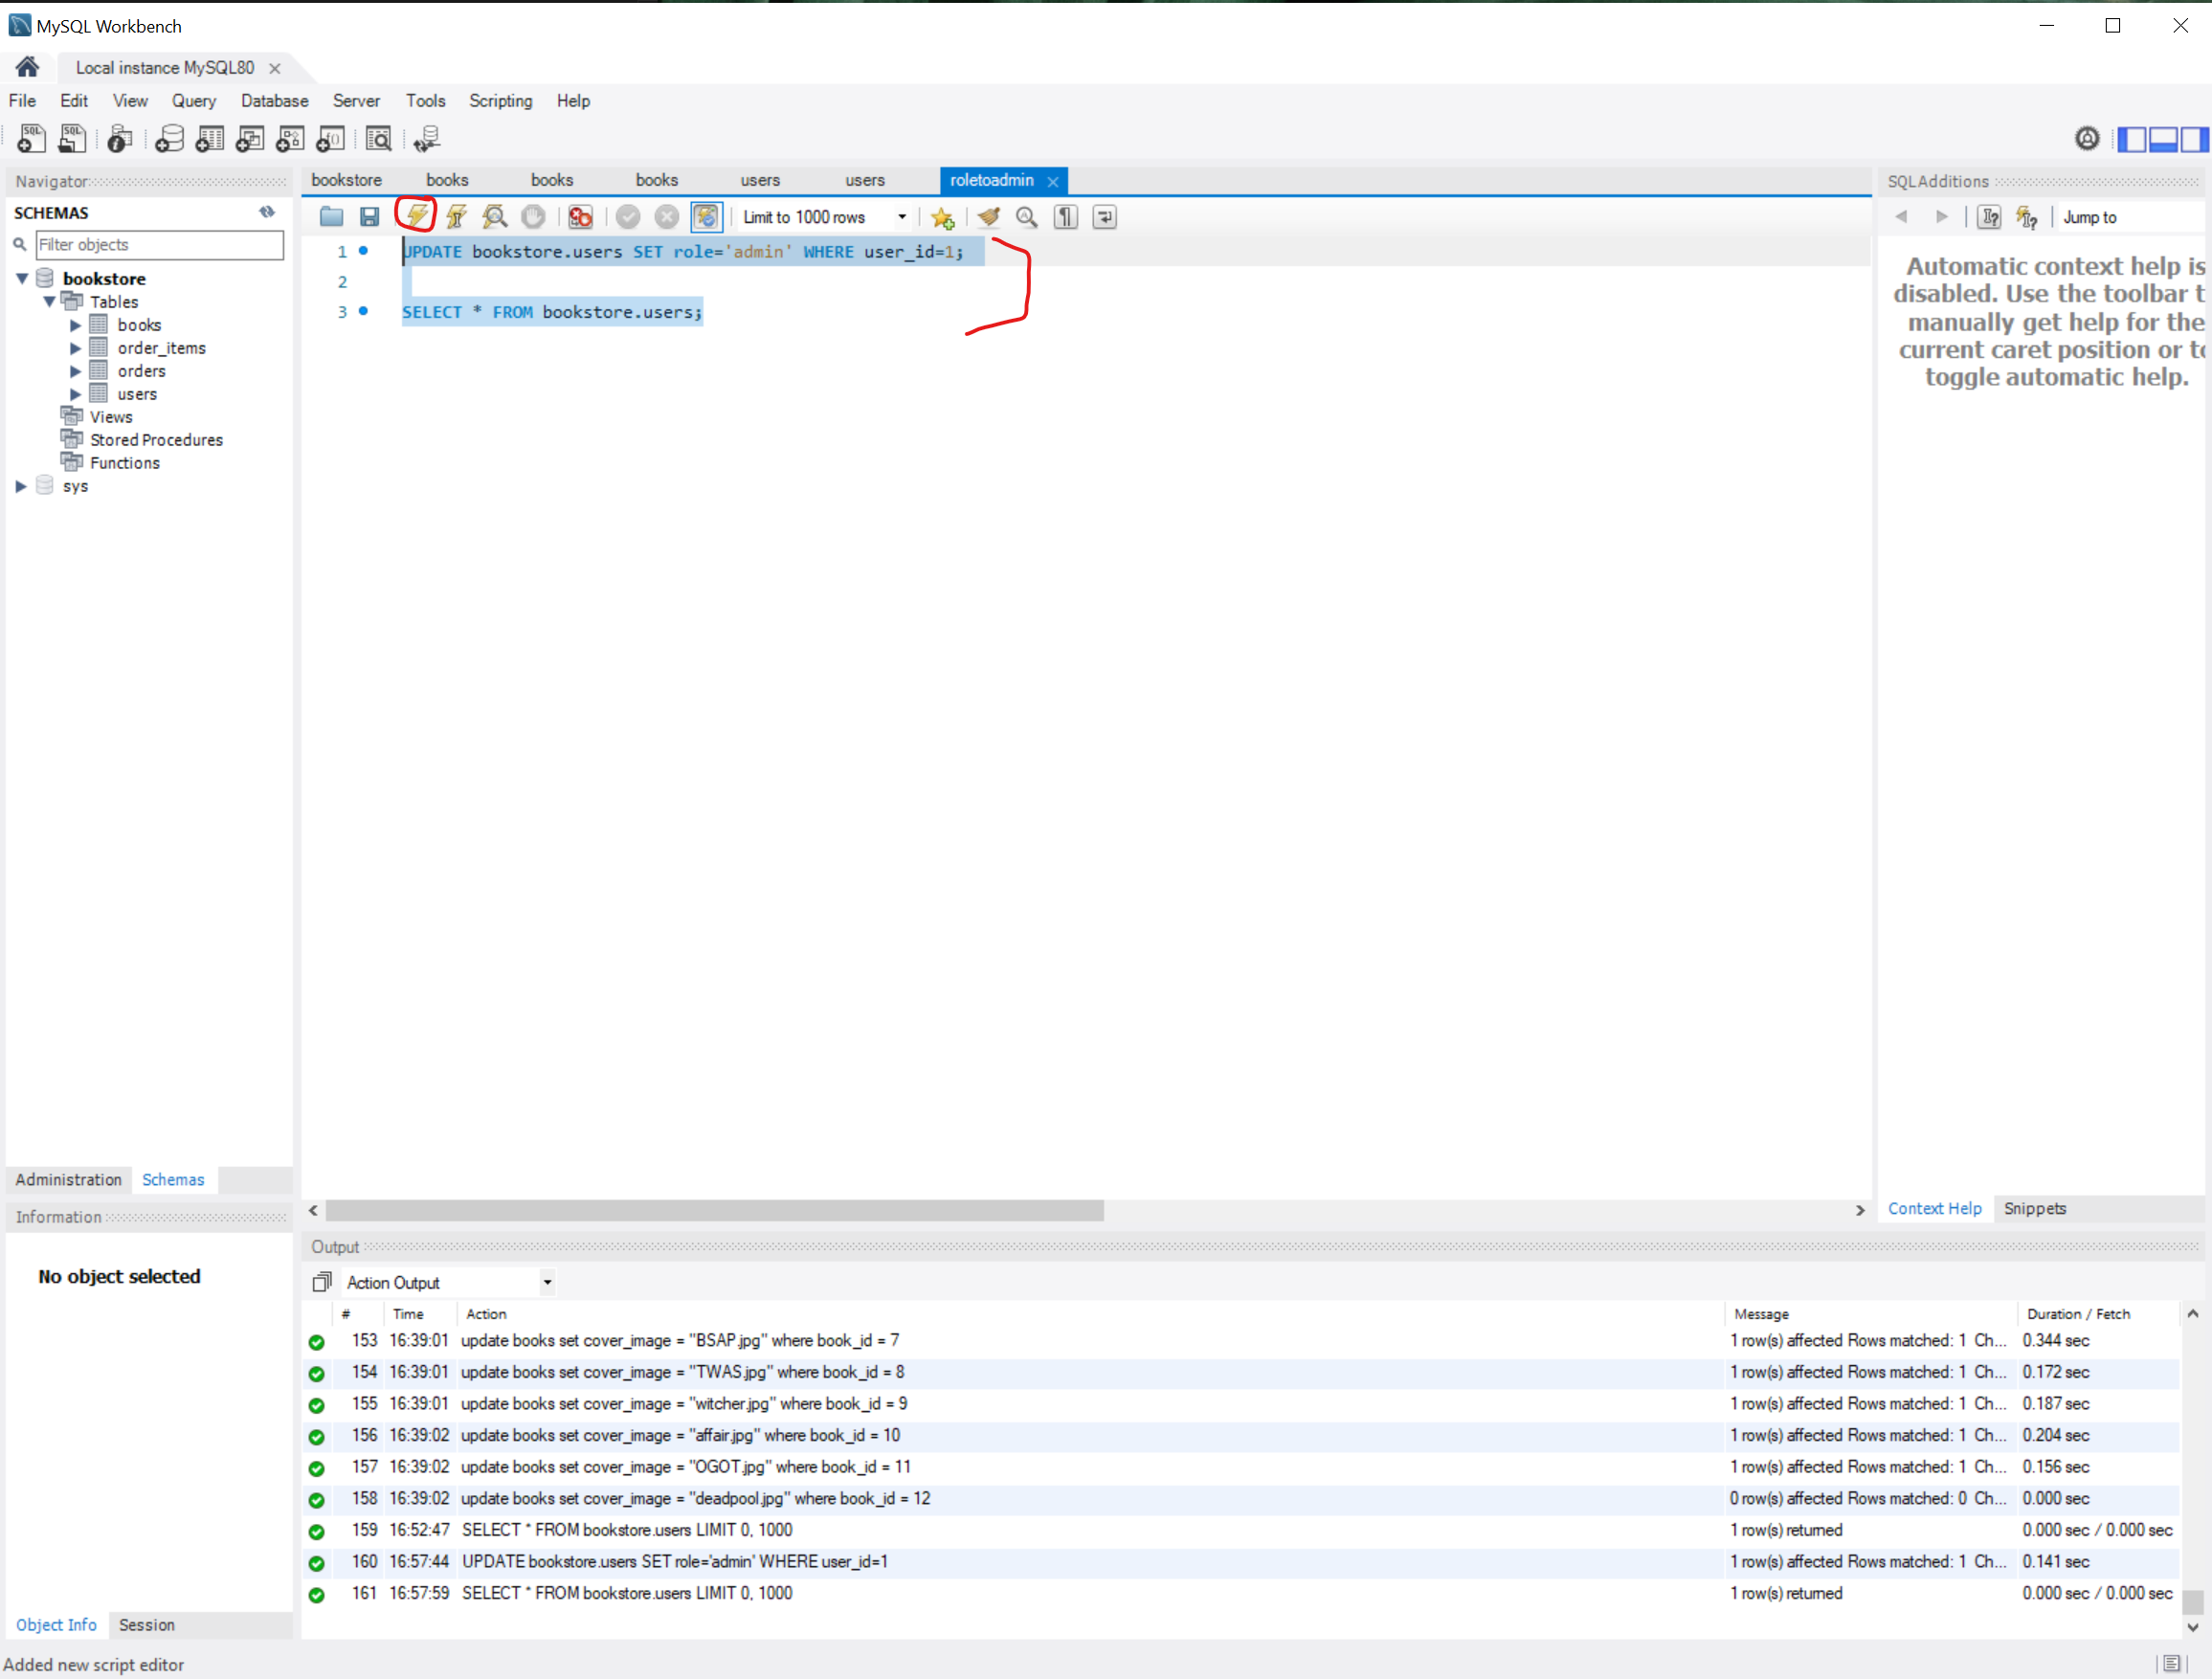 MySQL Workbench
Local instance MySQL80
File Edit View Query Database Server Tools Scripting Help
Navigator
SCHEMAS
Filter objects
bookstore
Tables
books
order_items
orders
users
Views
Stored Procedures
Functions
sys
Administration Schemas
Information
No object selected
Object Info Session
bookstore books books books users users roletoadmin
Limit to 1000 rows
1 UPDATE bookstore.users SET role='admin' WHERE user_id=1;
2
3 SELECT * FROM bookstore.users;
SQLAdditions
Jump to
Automatic context help is
disabled. Use the toolbar t
manually get help for the
current caret position or to
toggle automatic help.
Context Help Snippets
Output
Action Output
# Time Action Message Duration / Fetch
153 16:39:01 update books set cover_image = "BSAP.jpg" where book_id = 7 1 row(s) affected Rows matched: 1 Ch... 0.344 sec
154 16:39:01 update books set cover_image = "TWAS.jpg" where book_id = 8 1 row(s) affected Rows matched: 1 Ch... 0.172 sec
155 16:39:01 update books set cover_image = "witcher.jpg" where book_id = 9 1 row(s) affected Rows matched: 1 Ch... 0.187 sec
156 16:39:02 update books set cover_image = "affair.jpg" where book_id = 10 1 row(s) affected Rows matched: 1 Ch... 0.204 sec
157 16:39:02 update books set cover_image = "OGOT.jpg" where book_id = 11 1 row(s) affected Rows matched: 1 Ch... 0.156 sec
158 16:39:02 update books set cover_image = "deadpool.jpg" where book_id = 12 0 row(s) affected Rows matched: 0 Ch... 0.000 sec
159 16:52:47 SELECT * FROM bookstore.users LIMIT 0, 1000 1 row(s) returned 0.000 sec / 0.000 sec
160 16:57:44 UPDATE bookstore.users SET role='admin' WHERE user_id=1 1 row(s) affected Rows matched: 1 Ch... 0.141 sec
161 16:57:59 SELECT * FROM bookstore.users LIMIT 0, 1000 1 row(s) returned 0.000 sec / 0.000 sec
Added new script editor